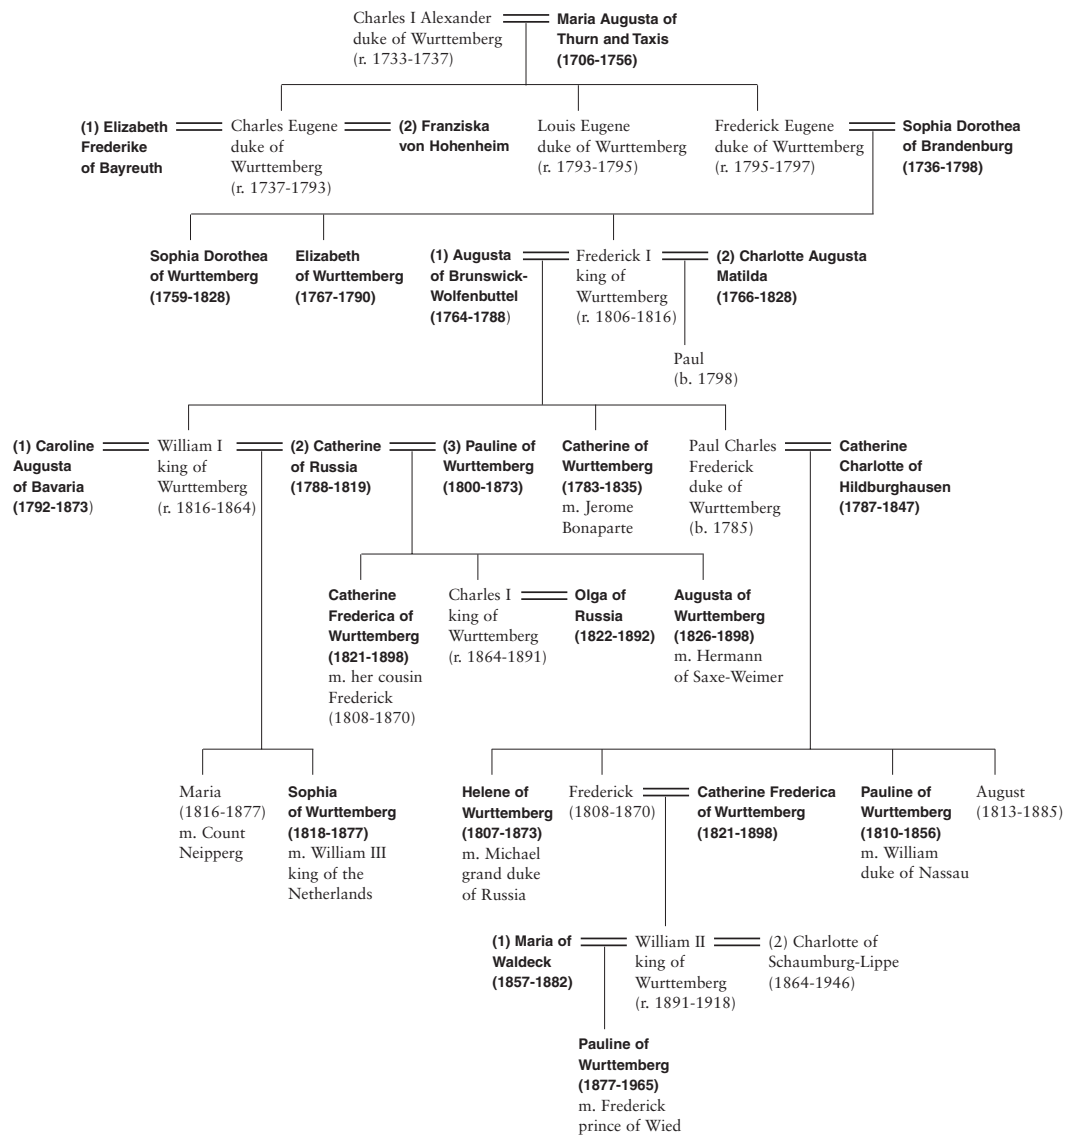 Charles I Alexander
duke of Wurttemberg
(r. 1733-1737)
Maria Augusta of
Thurn and Taxis
(1706-1756)
(1) Elizabeth
Frederike
of Bayreuth
Charles Eugene
duke of
Wurttemberg
(r. 1737-1793)
(2) Franziska
von Hohenheim
Louis Eugene
duke of Wurttemberg
(r. 1793-1795)
Frederick Eugene
duke of Wurttemberg
(r. 1795-1797)
Sophia Dorothea
of Brandenburg
(1736-1798)
Sophia Dorothea
of Wurttemberg
(1759-1828)
Elizabeth
of Wurttemberg
(1767-1790)
(1) Augusta
of Brunswick-
Wolfenbuttel
(1764-1788)
Frederick I
king of
Wurttemberg
(r. 1806-1816)
(2) Charlotte Augusta
Matilda
(1766-1828)
Paul
(b. 1798)
(1) Caroline
Augusta
of Bavaria
(1792-1873)
William I
king of
Wurttemberg
(r. 1816-1864)
(2) Catherine
of Russia
(1788-1819)
(3) Pauline of
Wurttemberg
(1800-1873)
Catherine of
Wurttemberg
(1783-1835)
m. Jerome
Bonaparte
Paul Charles
Frederick
duke of
Wurttemberg
(b. 1785)
Catherine
Charlotte of
Hildburghausen
(1787-1847)
Catherine
Frederica of
Wurttemberg
(1821-1898)
m. her cousin
Frederick
(1808-1870)
Charles I
king of
Wurttemberg
(r. 1864-1891)
Olga of
Russia
(1822-1892)
Augusta of
Wurttemberg
(1826-1898)
m. Hermann
of Saxe-Weimer
Maria
(1816-1877)
m. Count
Neipperg
Sophia
of Wurttemberg
(1818-1877)
m. William III
king of the
Netherlands
Helene of
Wurttemberg
(1807-1873)
m. Michael
grand duke
of Russia
Frederick
(1808-1870)
Catherine Frederica
of Wurttemberg
(1821-1898)
Pauline of
Wurttemberg
(1810-1856)
m. William
duke of Nassau
August
(1813-1885)
(1) Maria of
Waldeck
(1857-1882)
William II
king of
Wurttemberg
(r. 1891-1918)
(2) Charlotte of
Schaumburg-Lippe
(1864-1946)
Pauline of
Wurttemberg
(1877-1965)
m. Frederick
prince of Wied